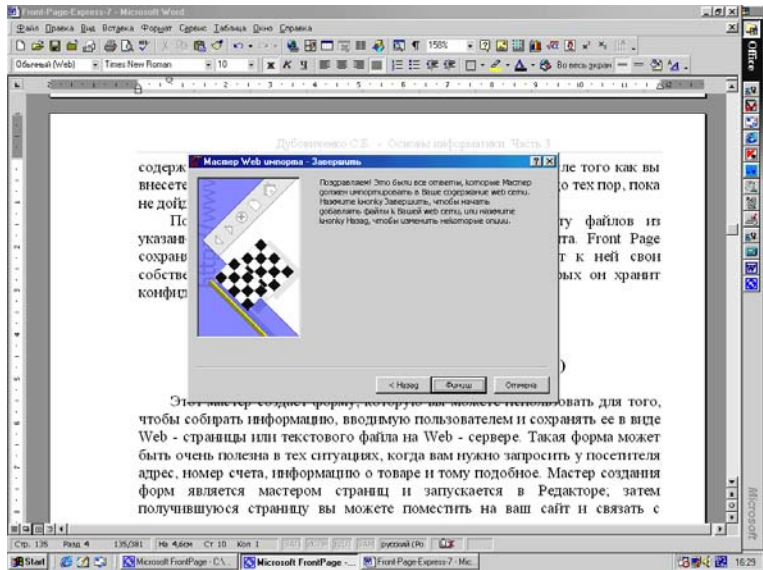 Front-Page-Express-7 - Microsoft Word
Файл Правка Вид Вставка Формат Сервис Таблица Окно Справка
158%
Обычный (Web) Times New Roman 10 Ж К Ч Во весь экран
Office
Дубовиченко С.Б. - Основы информатики. Часть 3
содерж ле того как вы
внесете о тех пор, пока
не дой
По ту файлов из
указанн та. Front Page
сохран т к ней свои
собстве рых он хранит
конфид
Мастер Web импорта - Завершить
Поздравляем! Это были все ответы, которые Мастер
должен импортировать в Ваше содержание web сети.
Нажмите кнопку Завершить, чтобы начать
добавлять файлы к Вашей web сети, или нажмите
кнопку Назад, чтобы изменить некоторые опции.
http://www
< Назад Финиш Отмена
)
Этот мастер создает форму, которую вы можете использовать для того,
чтобы собирать информацию, вводимую пользователем и сохранять ее в виде
Web - страницы или текстового файла на Web - сервере. Такая форма может
быть очень полезна в тех ситуациях, когда вам нужно запросить у посетителя
адрес, номер счета, информацию о товаре и тому подобное. Мастер создания
форм является мастером страниц и запускается в Редакторе; затем
получившуюся страницу вы можете поместить на ваш сайт и связать с
Microsoft
Стр. 135 Разд 4 135/381 На 4,6см Ст 10 Кол 1 русский (Ро
Start Microsoft FrontPage - C:\... Microsoft FrontPage -... Front-Page-Express-7 - Mic... 16:29